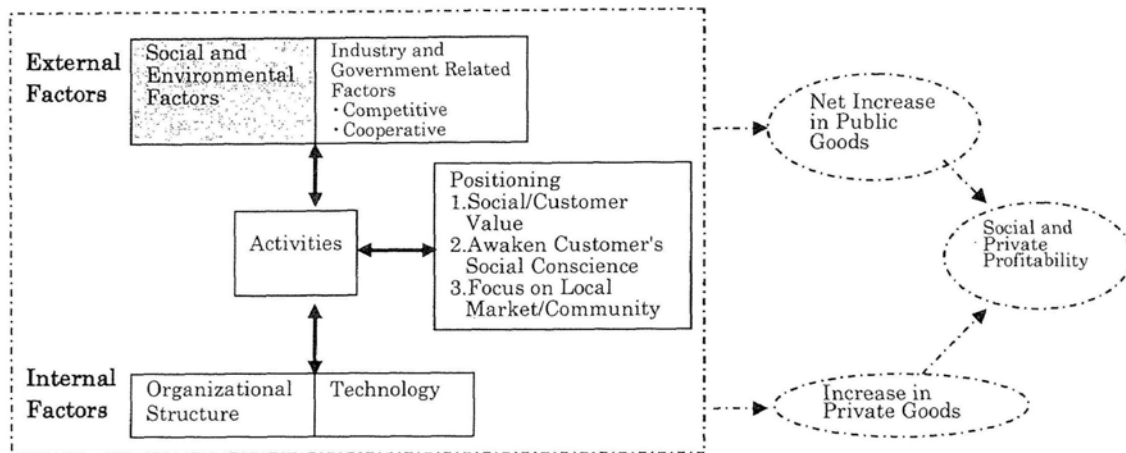 External
Factors
Social and
Environmental
Factors
Industry and
Government Related
Factors
・Competitive
・Cooperative
Activities
Positioning
1.Social/Customer
Value
2.Awaken Customer's
Social Conscience
3.Focus on Local
Market/Community
Internal
Factors
Organizational
Structure
Technology
Net Increase
in Public
Goods
Social and
Private
Profitability
Increase in
Private Goods